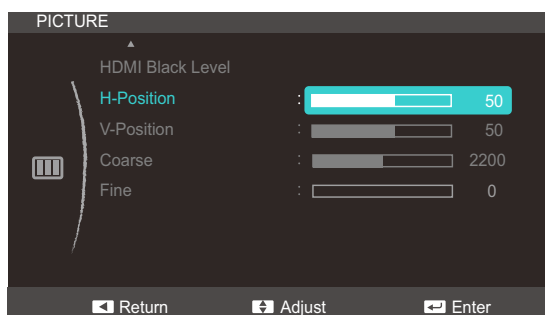 PICTURE
HDMI Black Level
H-Position : 50
V-Position : 50
Coarse : 2200
Fine : 0
Return Adjust Enter